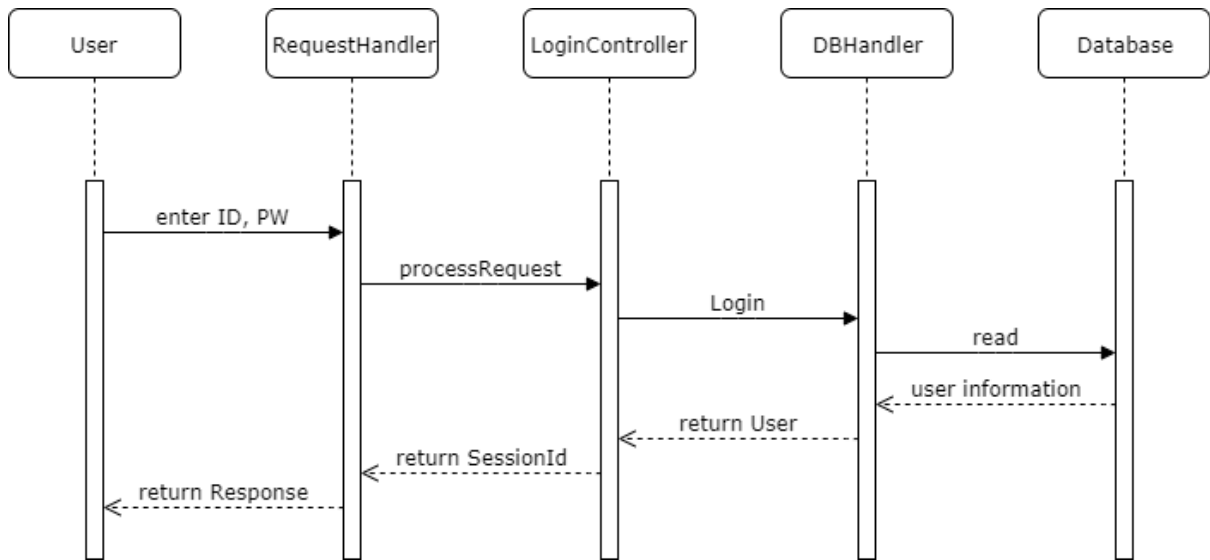 User
RequestHandler
LoginController
DBHandler
Database
enter ID, PW
processRequest
Login
read
user information
return User
return SessionId
return Response